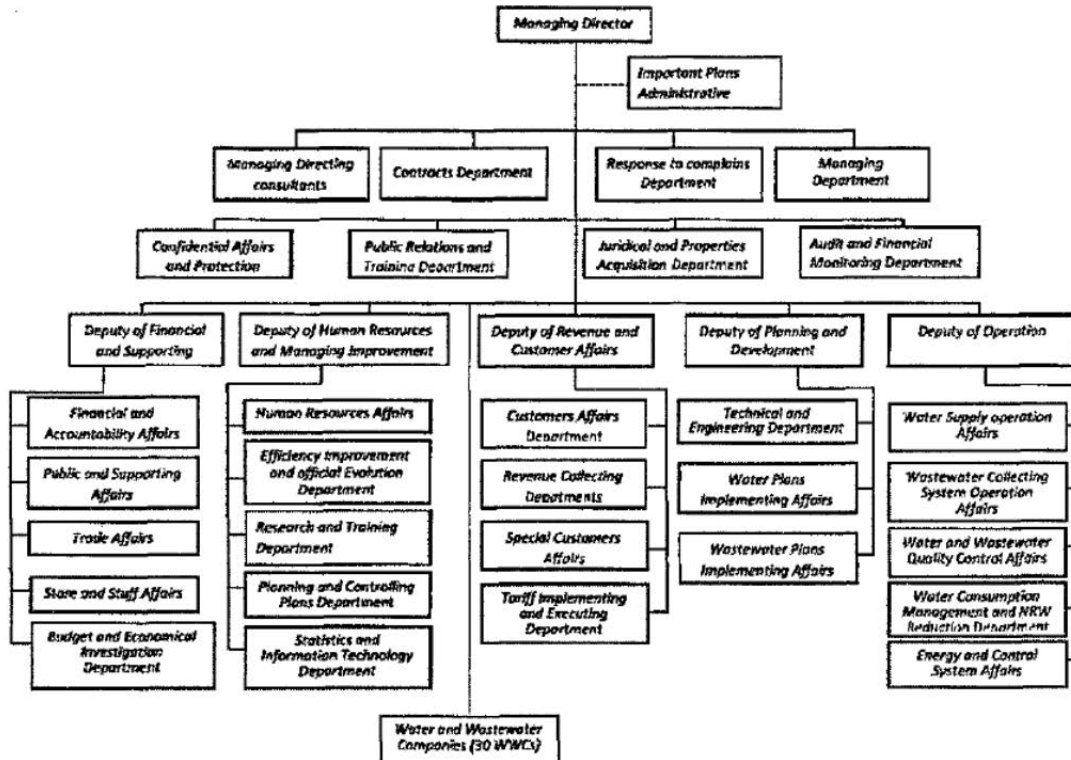 Managing Director
Important Plans
Administrative
Managing Directing
consultants
Contracts Department
Response to complains
Department
Managing
Department
Confidential Affairs
and Protection
Public Relations and
Training Department
Juridical and Properties
Acquisition Department
Audit and Financial
Monitoring Department
Deputy of Financial
and Supporting
Deputy of Human Resources
and Managing Improvement
Deputy of Revenue and
Customer Affairs
Deputy of Planning and
Development
Deputy of Operation
Financial and
Accountability Affairs
Public and Supporting
Affairs
Trade Affairs
Store and Stuff Affairs
Budget and Economical
Investigation
Department
Human Resources Affairs
Efficiency Improvement
and official Evolution
Department
Research and Training
Department
Planning and Controlling
Plans Department
Statistics and
Information Technology
Department
Customers Affairs
Department
Revenue Collecting
Depatments
Special Customers
Affairs
Tariff Implementing
and Executing
Department
Technical and
Engineering Department
Water Plans
Implementing Affairs
Wastewater Plans
Implementing Affairs
Water Supply operation
Affairs
Wastewater Collecting
System Operation
Affairs
Water and Wastewater
Quality Control Affairs
Water Consumption
Management and NRW
Reduction Department
Energy and Control
System Affairs
Water and Wastewater
Companies (30 WWCs)